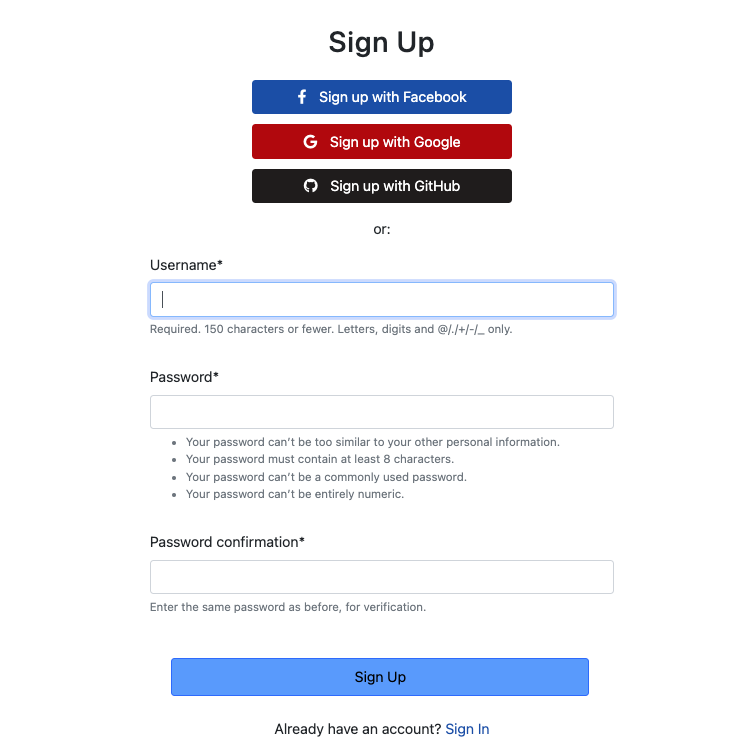 Sign Up
Sign up with Facebook
Sign up with Google
Sign up with GitHub
or:
Username*
Required. 150 characters or fewer. Letters, digits and @/./+/-/_ only.
Password*
Your password can’t be too similar to your other personal information.
Your password must contain at least 8 characters.
Your password can’t be a commonly used password.
Your password can’t be entirely numeric.
Password confirmation*
Enter the same password as before, for verification.
Sign Up
Already have an account? Sign In